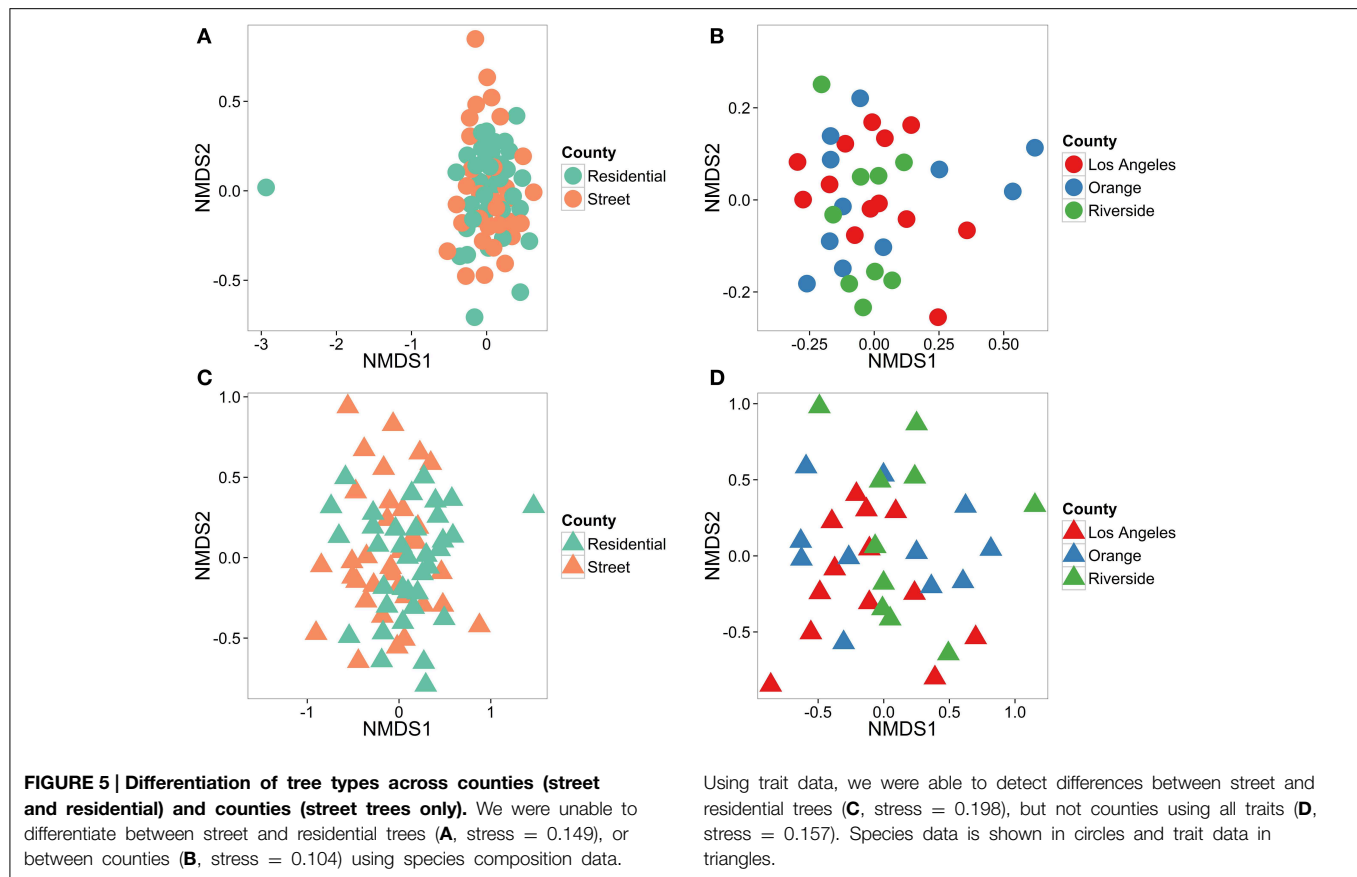 A
0.5
0.0
-0.5
NMDS2
-3
-2
-1
0
NMDS1
County
Residential
Street
B
0.2
0.0
-0.2
NMDS2
-0.25
0.00
0.25
0.50
NMDS1
County
Los Angeles
Orange
Riverside
C
1.0
0.5
0.0
-0.5
NMDS2
-1
0
1
NMDS1
County
Residential
Street
D
1.0
0.5
0.0
-0.5
NMDS2
-0.5
0.0
0.5
1.0
NMDS1
County
Los Angeles
Orange
Riverside
FIGURE 5 | Differentiation of tree types across counties (street
and residential) and counties (street trees only). We were unable to
differentiate between street and residential trees (A, stress = 0.149), or
between counties (B, stress = 0.104) using species composition data.
Using trait data, we were able to detect differences between street and
residential trees (C, stress = 0.198), but not counties using all traits (D,
stress = 0.157). Species data is shown in circles and trait data in
triangles.